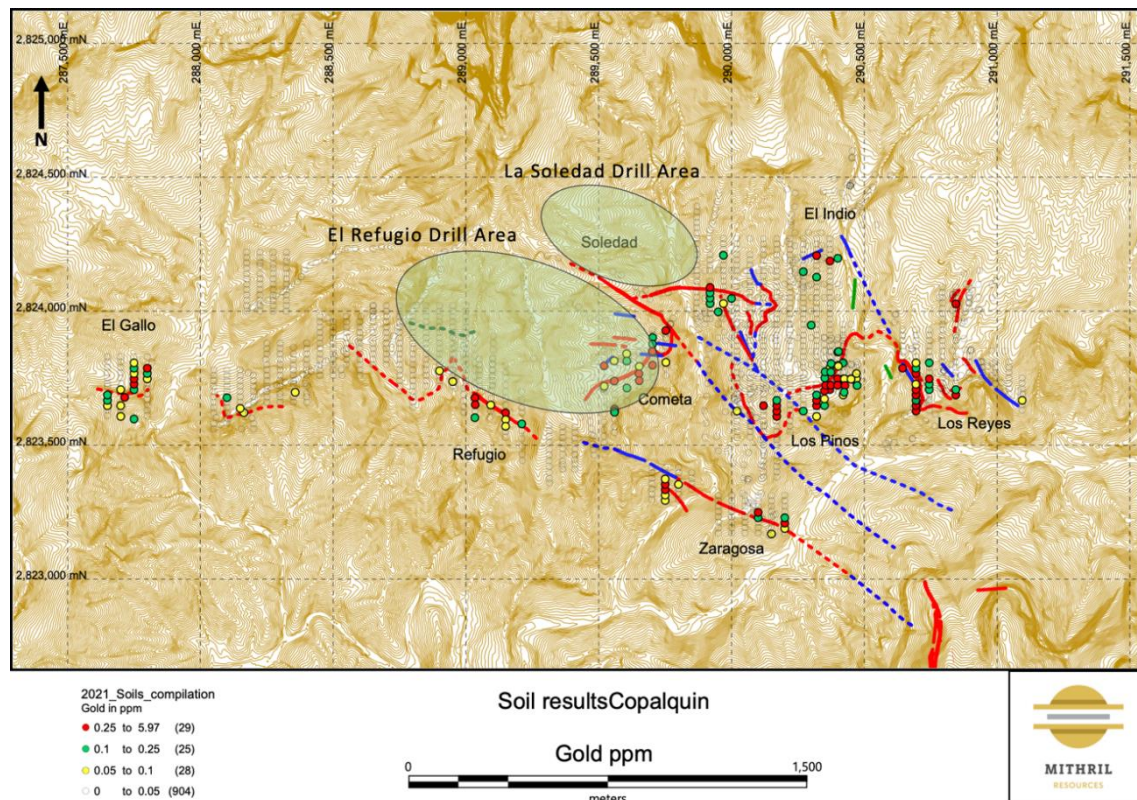 287,500 mE
288,000 mE
288,500 mE
289,000 mE
289,500 mE
290,000 mE
290,500 mE
291,000 mE
291,500 mE
2,825,000 mN
N
2,824,500 mN
La Soledad Drill Area
El Indio
El Refugio Drill Area
Soledad
2,824,000 mN
El Gallo
Cometa
Los Pinos
Los Reyes
2,823,500 mN
Refugio
Zaragosa
2,823,000 mN
2021_Soils_compilation
Gold in ppm
0.25 to 5.97 (29)
0.1 to 0.25 (25)
0.05 to 0.1 (28)
0 to 0.05 (904)
Soil resultsCopalquin
Gold ppm
0 1,500
meters
MITHRIL
RESOURCES